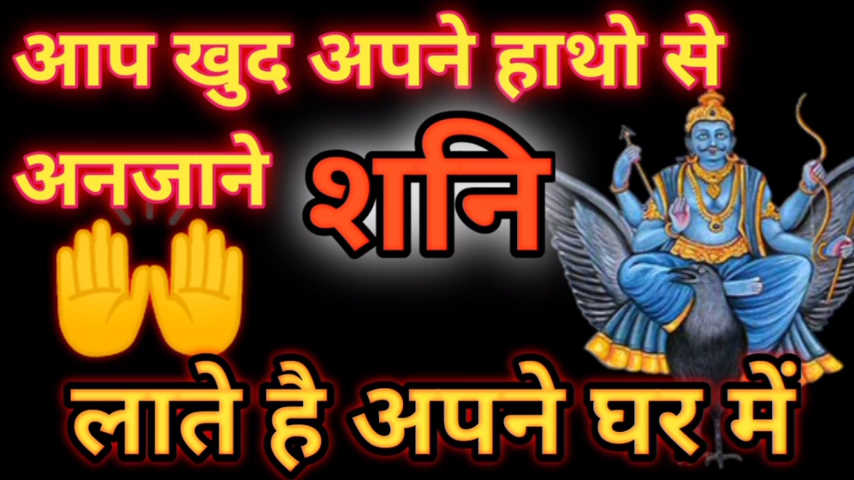 आप खुद अपने हाथो से
अनजाने शनि
लाते है अपने घर में